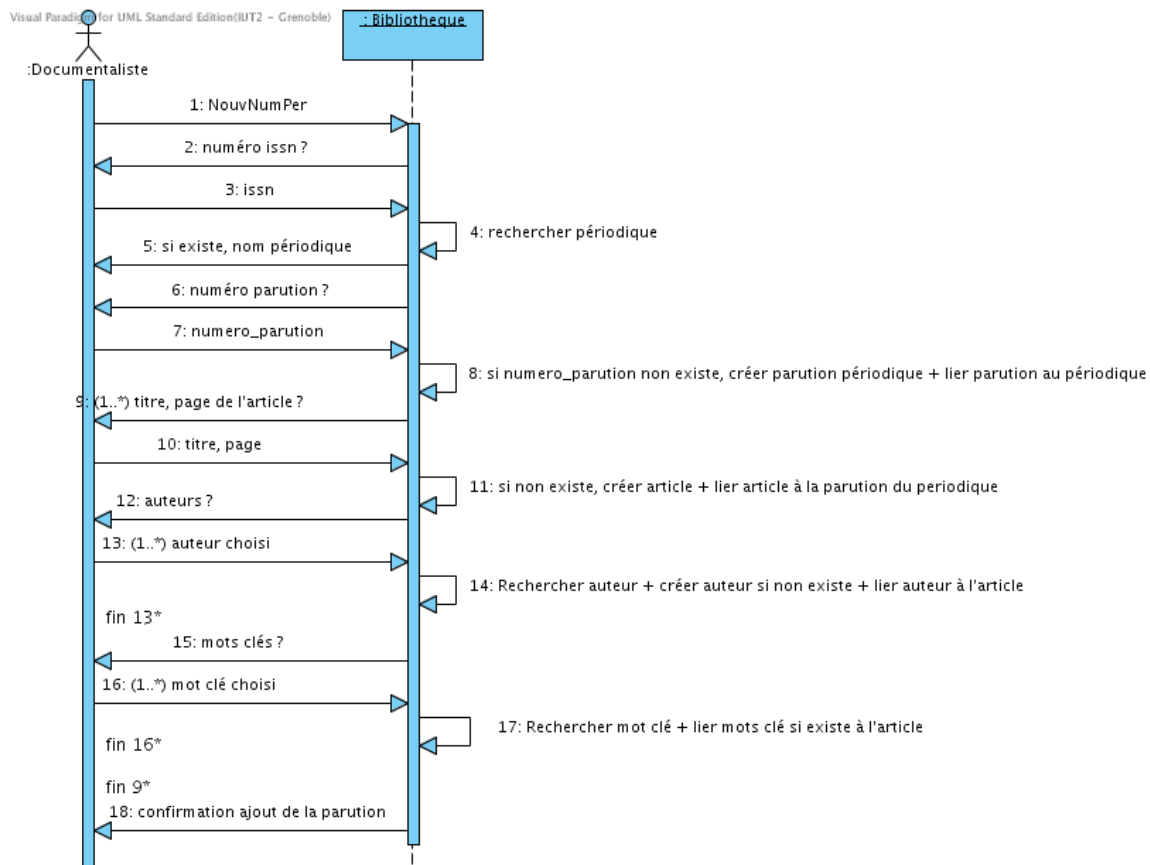 Visual Paradigm for UML Standard Edition(IUT2 - Grenoble)
: Bibliotheque
:Documentaliste
1: NouvNumPer
2: numéro issn ?
3: issn
4: rechercher périodique
5: si existe, nom périodique
6: numéro parution ?
7: numero_parution
8: si numero_parution non existe, créer parution périodique + lier parution au périodique
9: (1..*) titre, page de l'article ?
10: titre, page
11: si non existe, créer article + lier article à la parution du periodique
12: auteurs ?
13: (1..*) auteur choisi
14: Rechercher auteur + créer auteur si non existe + lier auteur à l'article
fin 13*
15: mots clés ?
16: (1..*) mot clé choisi
17: Rechercher mot clé + lier mots clé si existe à l'article
fin 16*
fin 9*
18: confirmation ajout de la parution